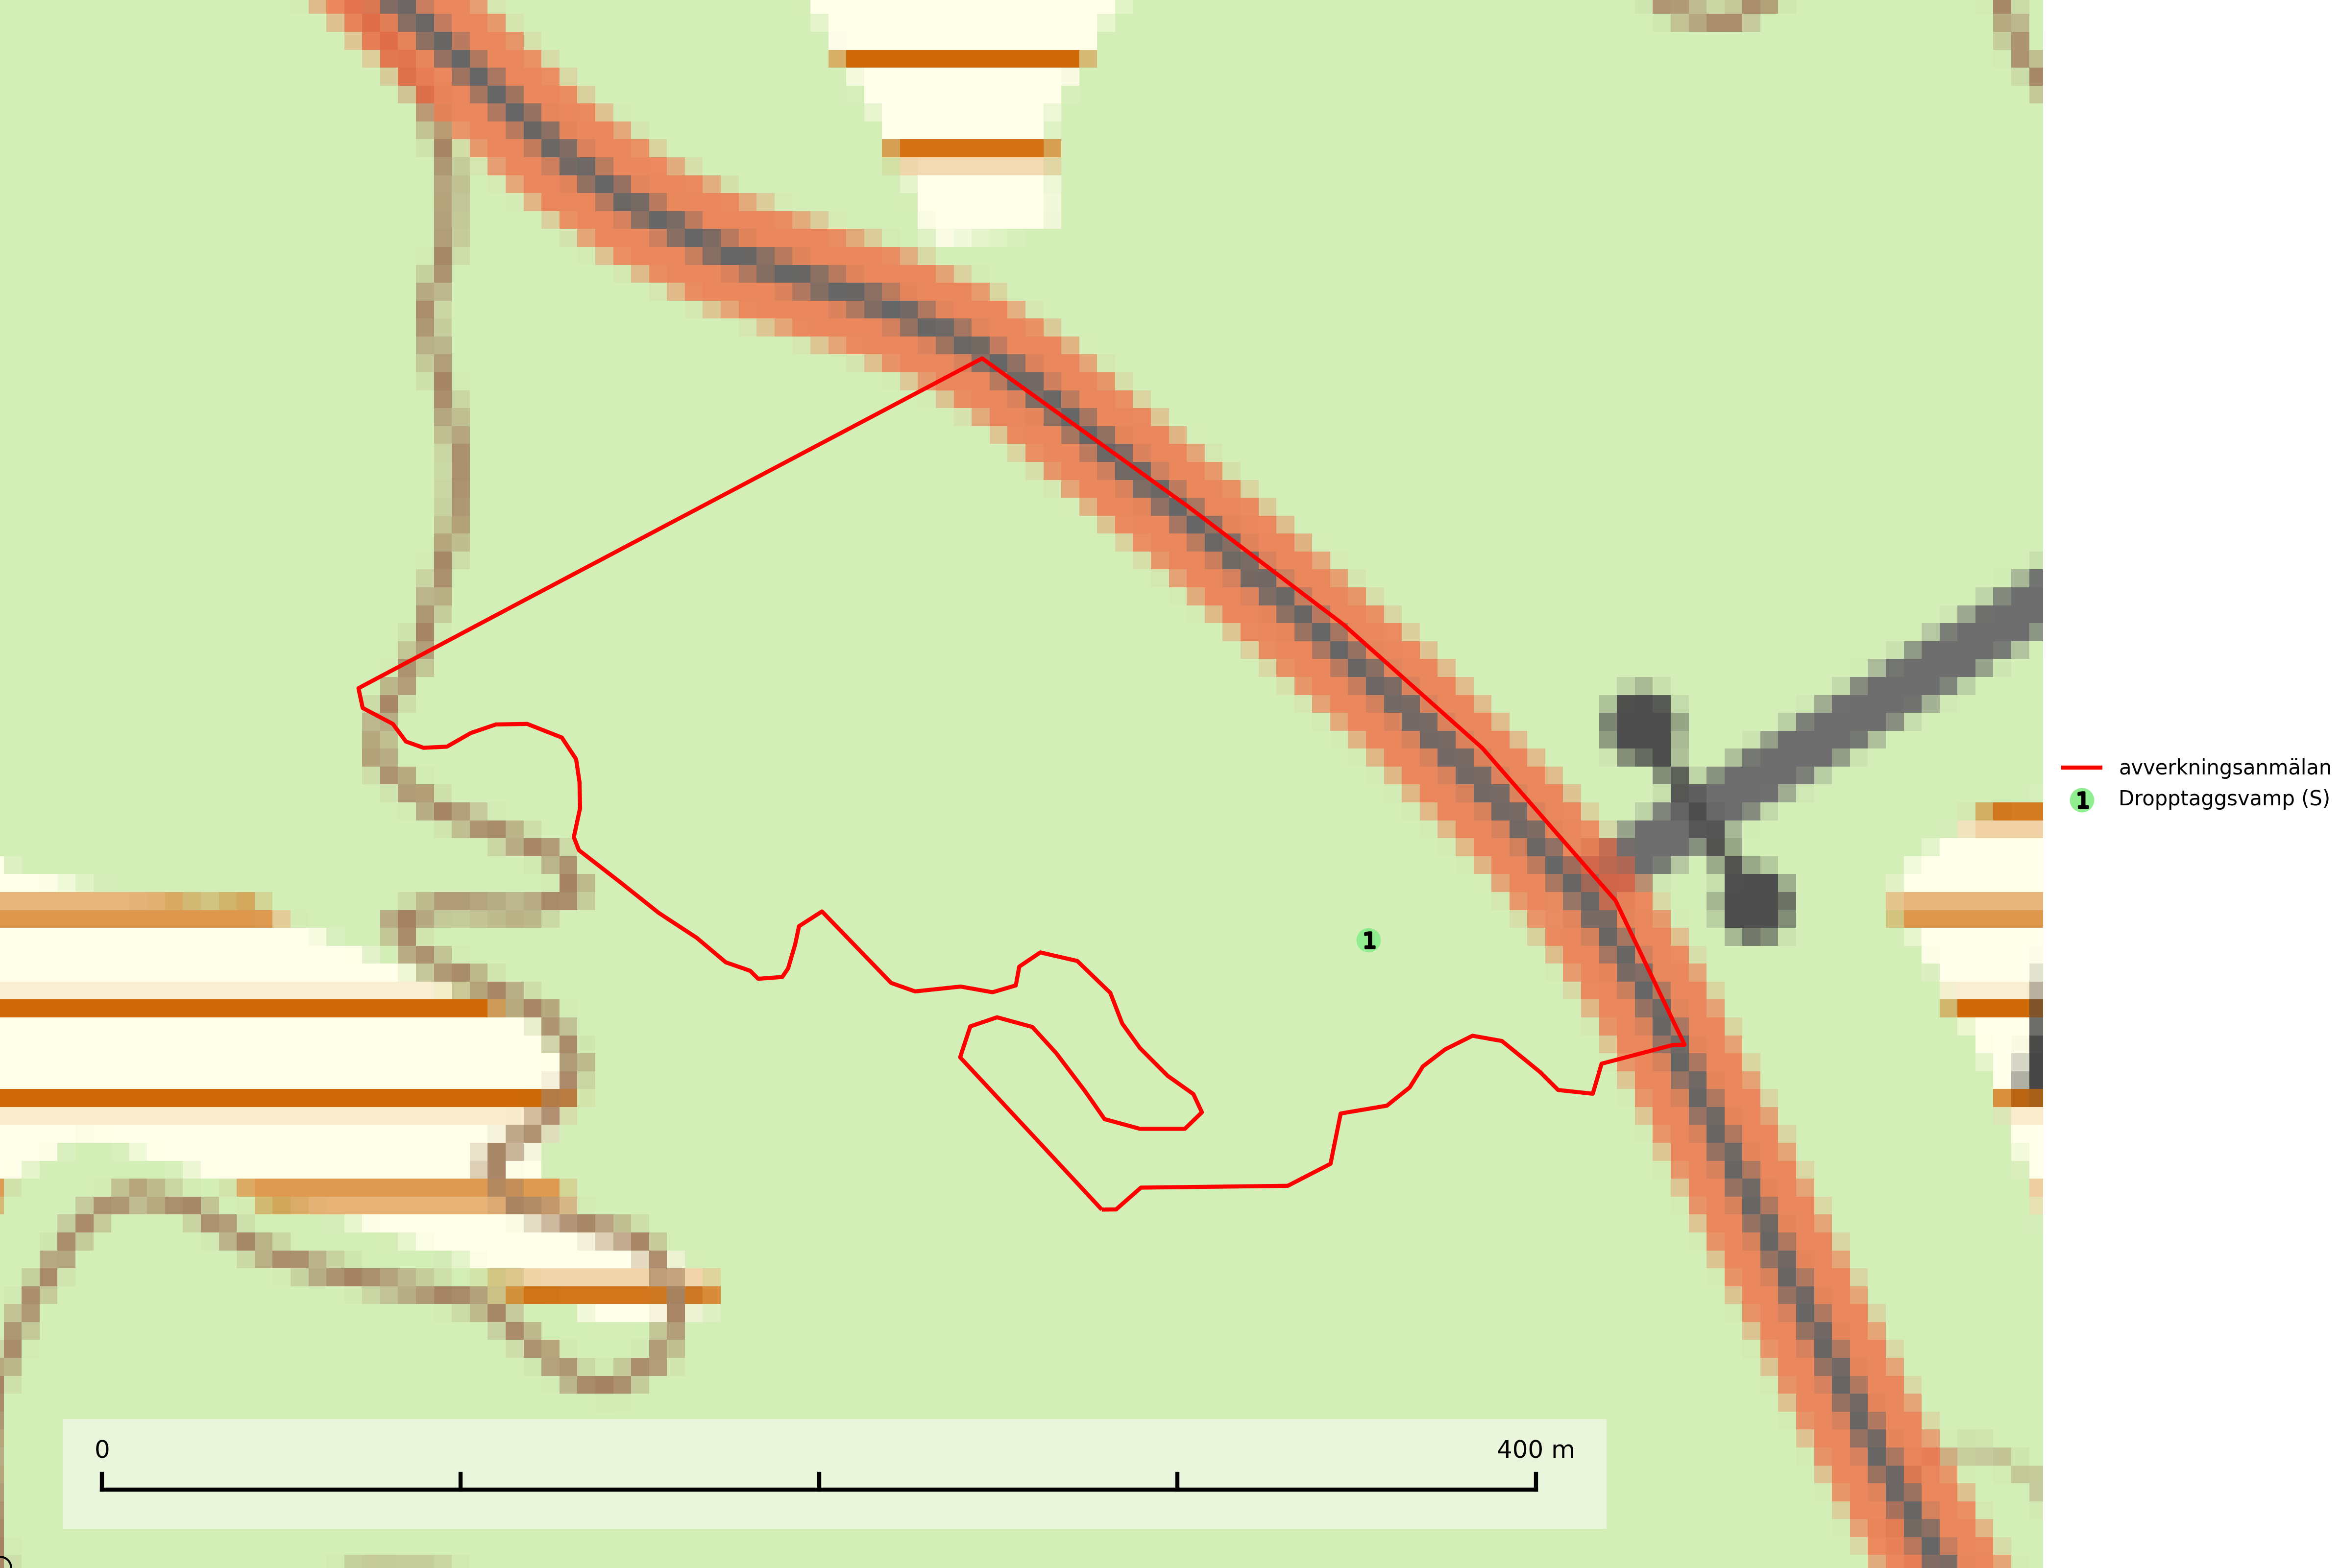 avverkningsanmälan
1 Dropptaggsvamp (S)
1
0 400 m